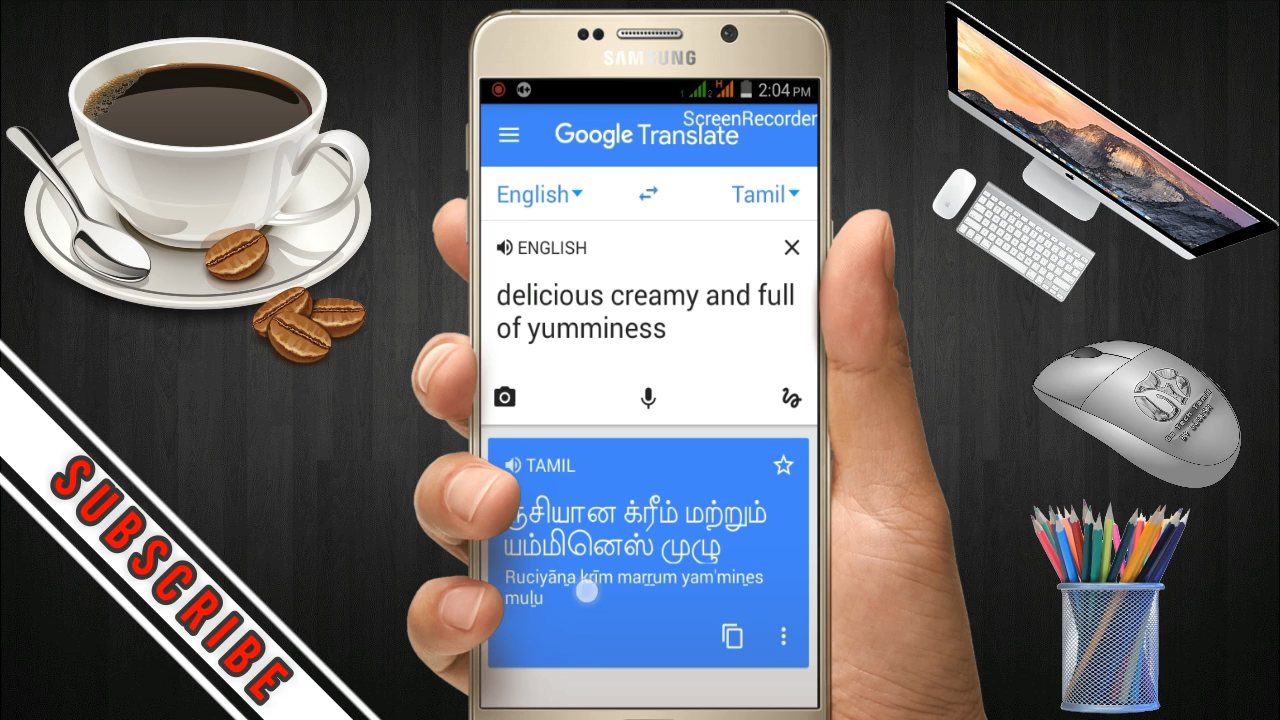 SAMSUNG
2:04 PM
ScreenRecorder
Google Translate
English
Tamil
ENGLISH
delicious creamy and full
of yumminess
TAMIL
ருசியான க்ரீம் மற்றும்
யம்மினெஸ் முழு
Ruciyāṉa krīm maṟṟum yam'miṉes
muḻu
SUBSCRIBE